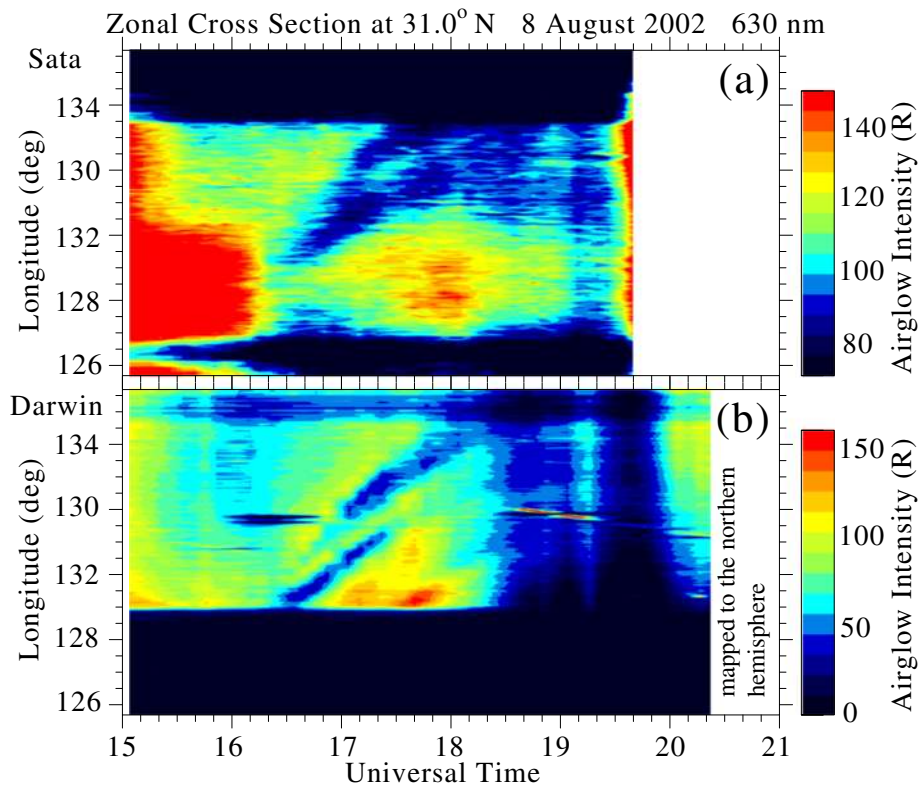 Zonal Cross Section at 31.0° N 8 August 2002 630 nm
Sata
(a)
134
130
132
128
126
Longitude (deg)
140
120
100
80
Airglow Intensity (R)
Darwin
(b)
134
130
132
128
126
Longitude (deg)
mapped to the northern
hemisphere
150
100
50
0
Airglow Intensity (R)
15 16 17 18 19 20 21
Universal Time